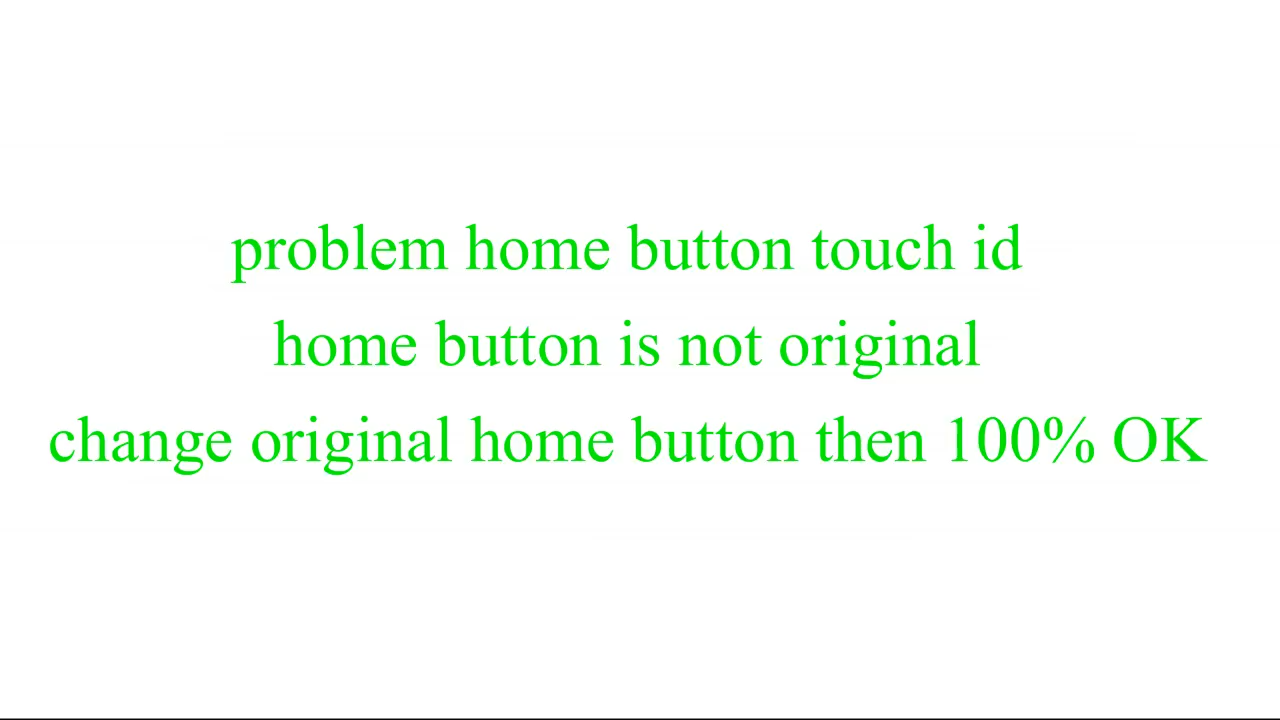 problem home button touch id
home button is not original
change original home button then 100% OK